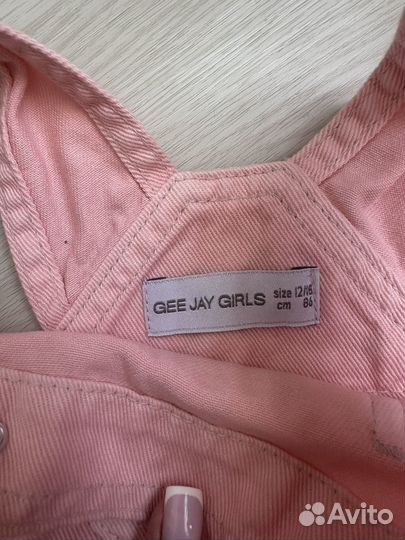 GEE JAY GIRLS size 12/18
cm 86
Avito